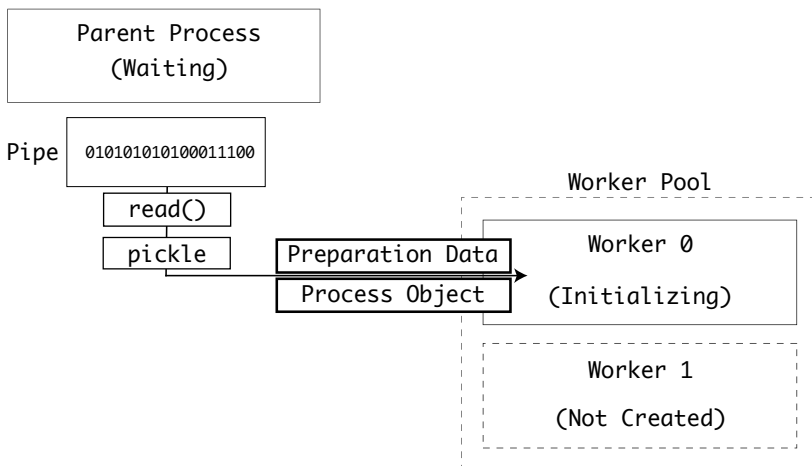 Parent Process
(Waiting)
Pipe
010101010100011100
Worker Pool
read()
pickle
Preparation Data
Process Object
Worker 0
(Initializing)
Worker 1
(Not Created)